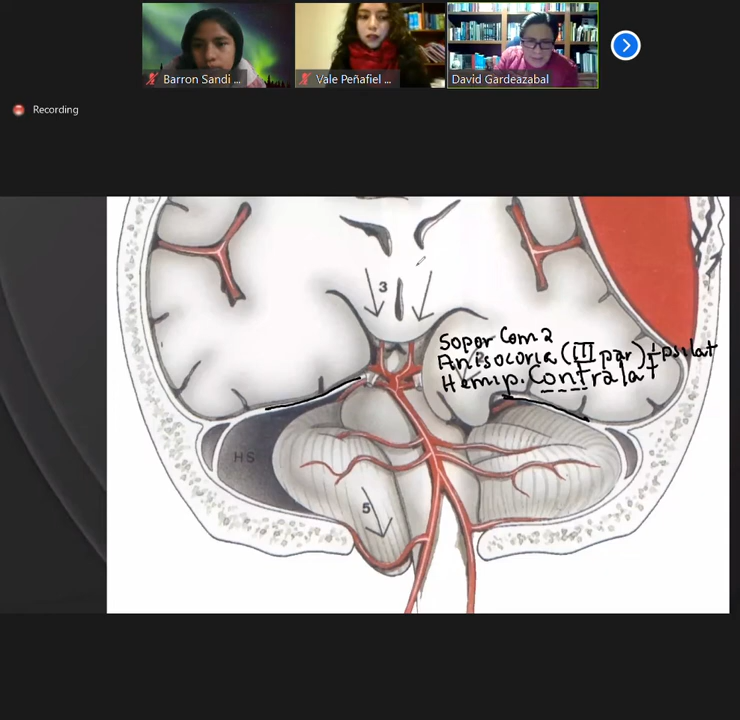 Barron Sandi ...
Vale Peñafiel ...
David Gardeazabal
Recording
3
Sopor Coma
Anisocoria (III par) Ipsilat
Hemip. Contralat
HS
5